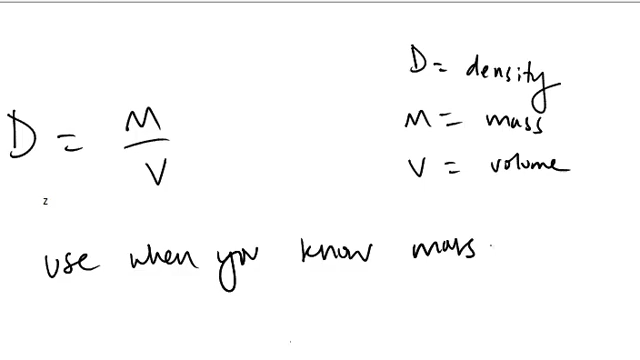 D = M/V
z
D = density
M = mass
V = volume
use when you know mass